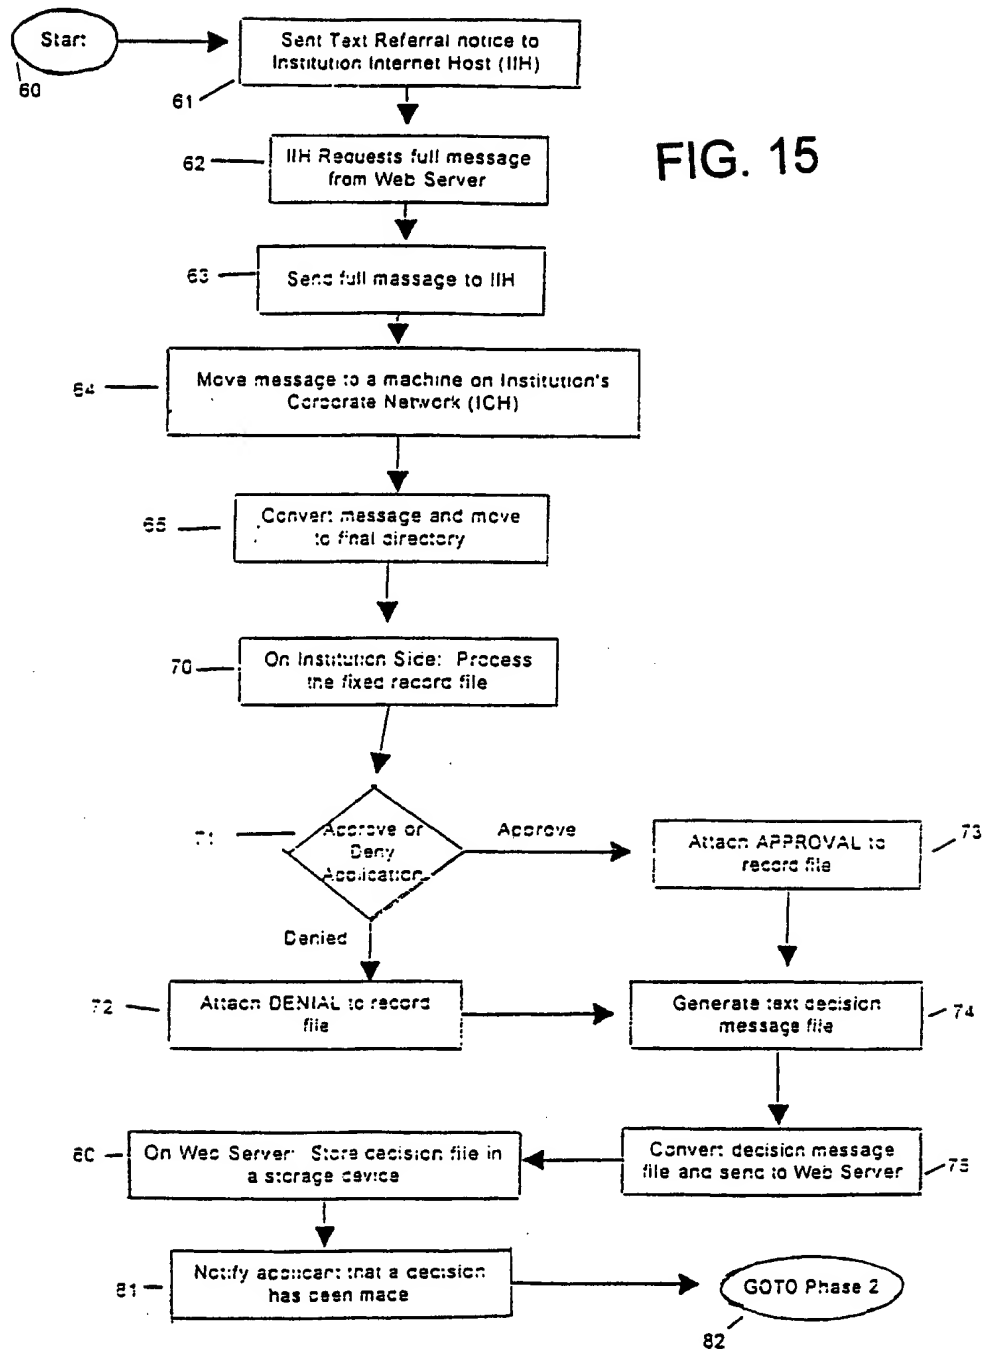 Start
60
Sent Text Referral notice to
Institution Internet Host (IIH)
61
FIG. 15
62
IIH Requests full message
from Web Server
63
Send full massage to IIH
64
Move message to a machine on Institution's
Corporate Network (ICH)
65
Convert message and move
to final directory
70
On Institution Side: Process
the fixed record file
71
Approve or
Deny
Application
Approve
Attach APPROVAL to
record file
73
Denied
72
Attach DENIAL to record
file
Generate text decision
message file
74
80
On Web Server: Store decision file in
a storage device
Convert decision message
file and send to Web Server
75
81
Notify applicant that a decision
has been made
GOTO Phase 2
82